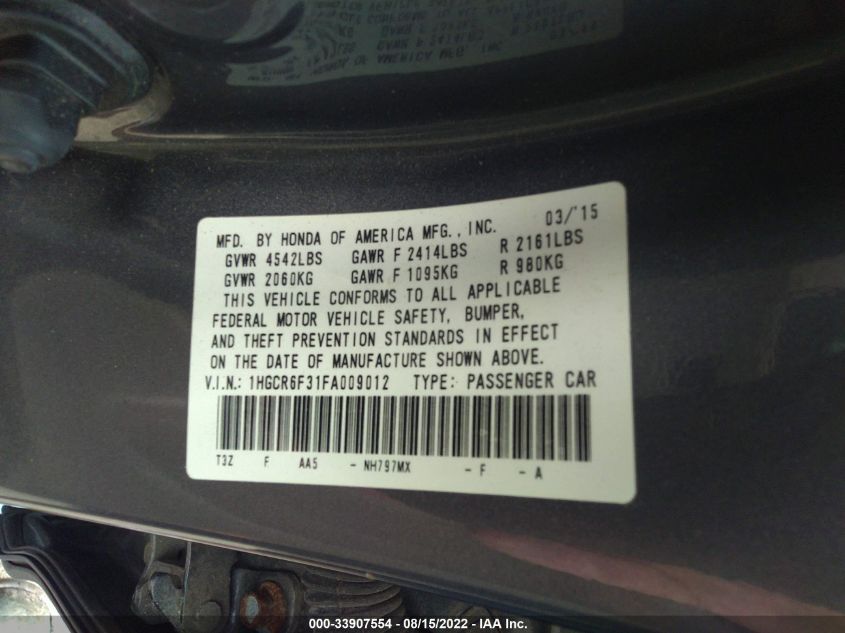 MFD. BY HONDA OF AMERICA MFG., INC. 03/'15
GVWR 4542LBS GAWR F 2414LBS R 2161LBS
GVWR 2060KG GAWR F 1095KG R 980KG
THIS VEHICLE CONFORMS TO ALL APPLICABLE
FEDERAL MOTOR VEHICLE SAFETY, BUMPER,
AND THEFT PREVENTION STANDARDS IN EFFECT
ON THE DATE OF MANUFACTURE SHOWN ABOVE.
V.I.N.: 1HGCR6F31FA009012 TYPE: PASSENGER CAR
T3Z F AA5 - NH797MX - F - A
000-33907554 - 08/15/2022 - IAA Inc.